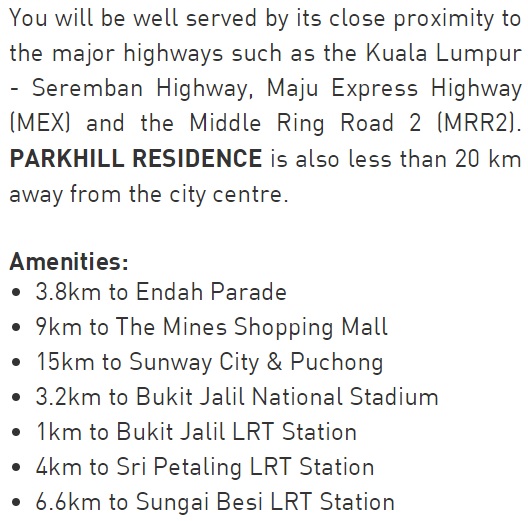 You will be well served by its close proximity to
the major highways such as the Kuala Lumpur
- Seremban Highway, Maju Express Highway
(MEX) and the Middle Ring Road 2 (MRR2).
PARKHILL RESIDENCE is also less than 20 km
away from the city centre.
Amenities:
• 3.8km to Endah Parade
• 9km to The Mines Shopping Mall
• 15km to Sunway City & Puchong
• 3.2km to Bukit Jalil National Stadium
• 1km to Bukit Jalil LRT Station
• 4km to Sri Petaling LRT Station
• 6.6km to Sungai Besi LRT Station